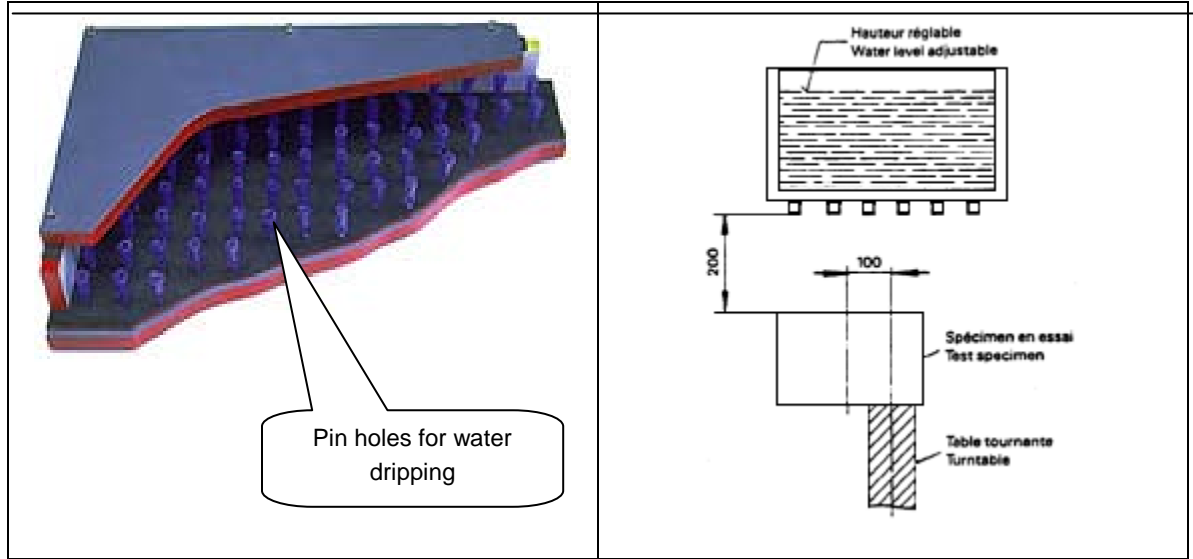 Pin holes for water
dripping
Hauteur réglable
Water level adjustable
200
100
Spécimen en essai
Test specimen
Table tournante
Turntable